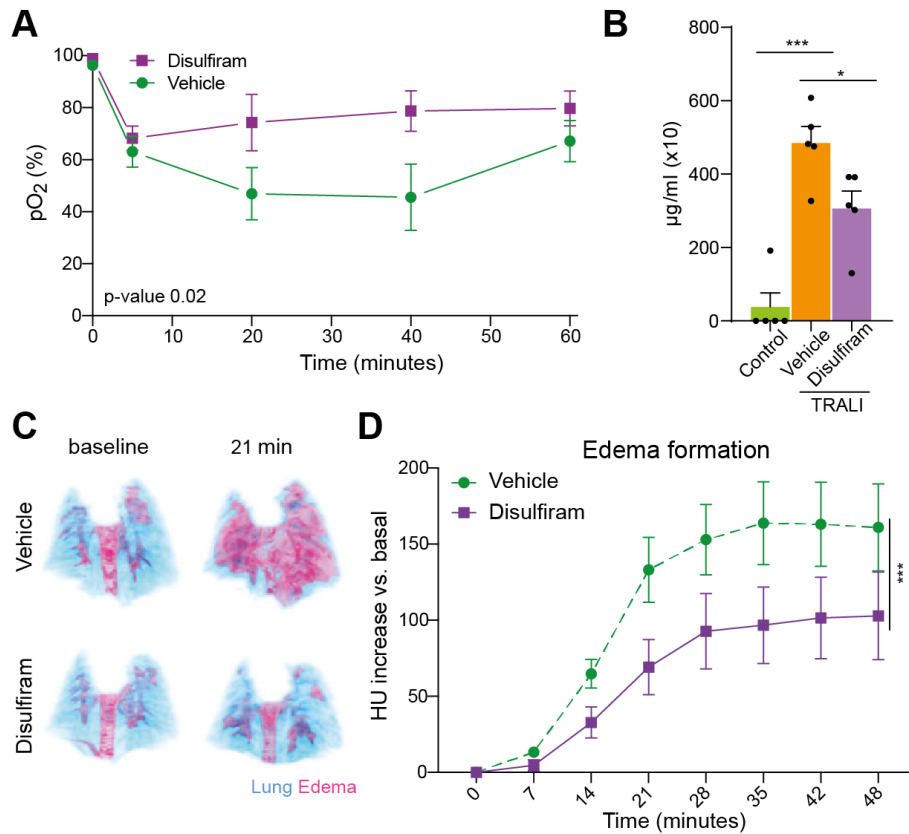 A
100
80
60
40
20
0
pO2 (%)
Disulfiram
Vehicle
p-value 0.02
0 10 20 30 40 50 60
Time (minutes)
B
800
600
400
200
0
µg/ml (x10)
***
*
Control
Vehicle
Disulfiram
TRALI
C
baseline 21 min
Vehicle
Disulfiram
Lung Edema
D
Edema formation
200
150
100
50
0
HU increase vs. basal
Vehicle
Disulfiram
***
0 7 14 21 28 35 42 48
Time (minutes)